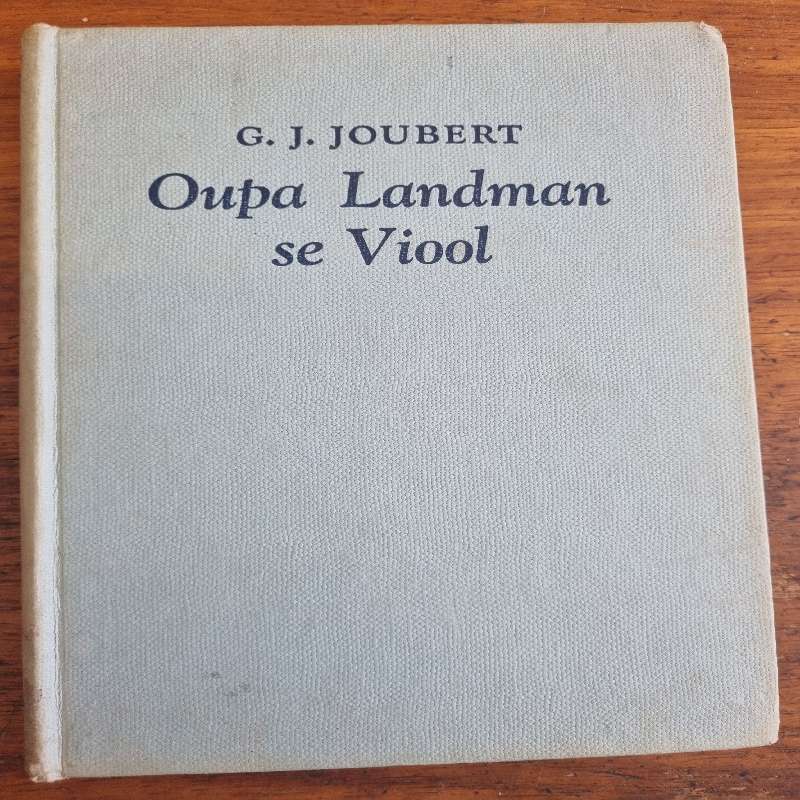 G. J. JOUBERT
Oupa Landman
se Viool